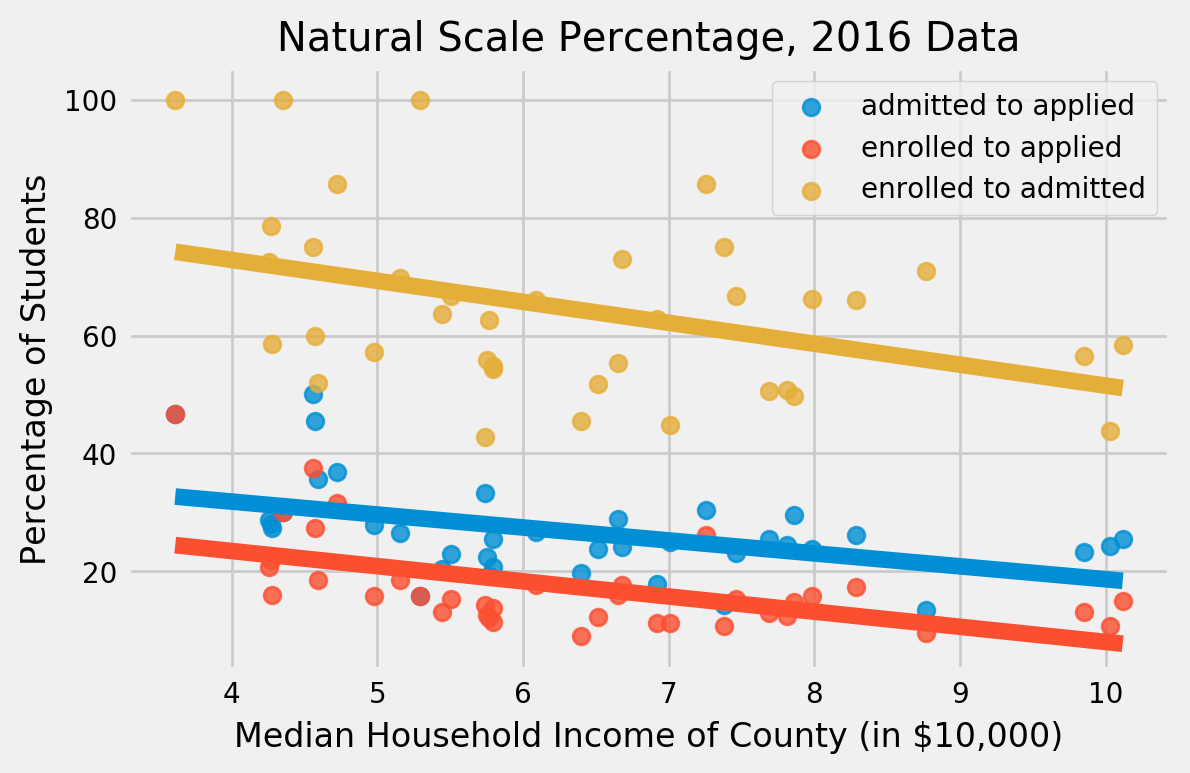 Natural Scale Percentage, 2016 Data
admitted to applied
enrolled to applied
enrolled to admitted
Percentage of Students
100
80
60
40
20
4 5 6 7 8 9 10
Median Household Income of County (in $10,000)